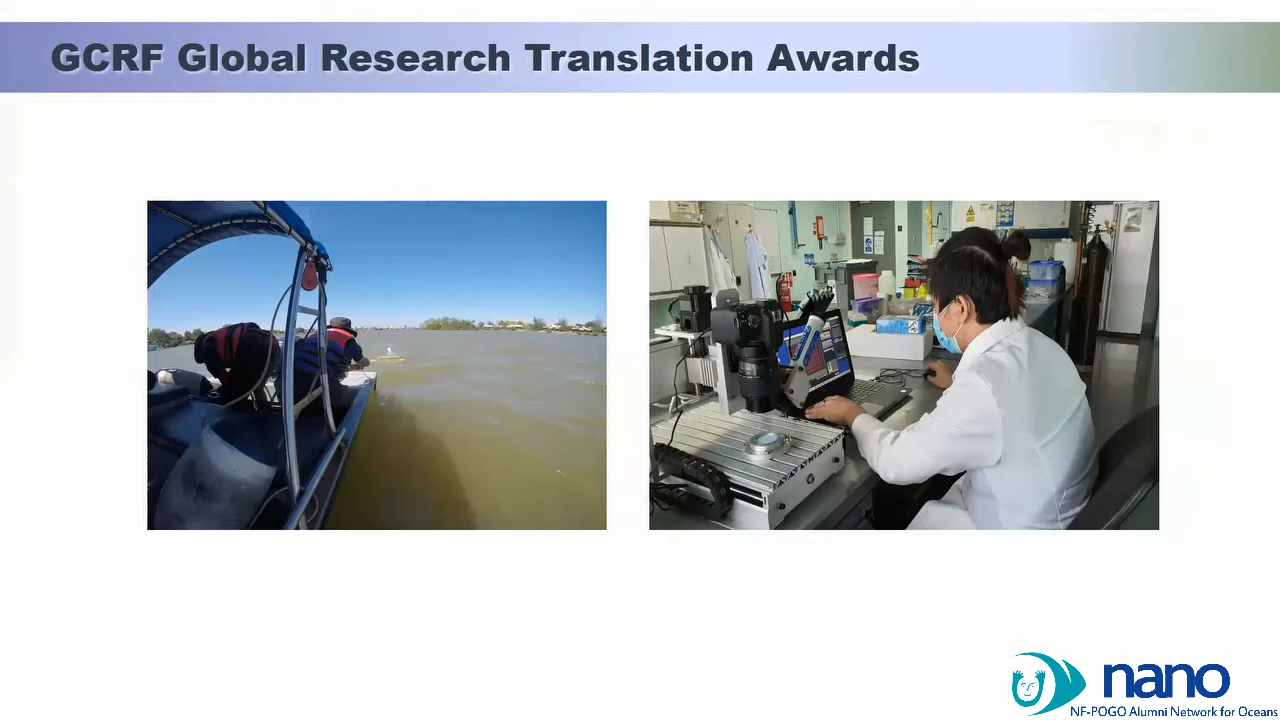 GCRF Global Research Translation Awards
nano
NF-POGO Alumni Network for Oceans